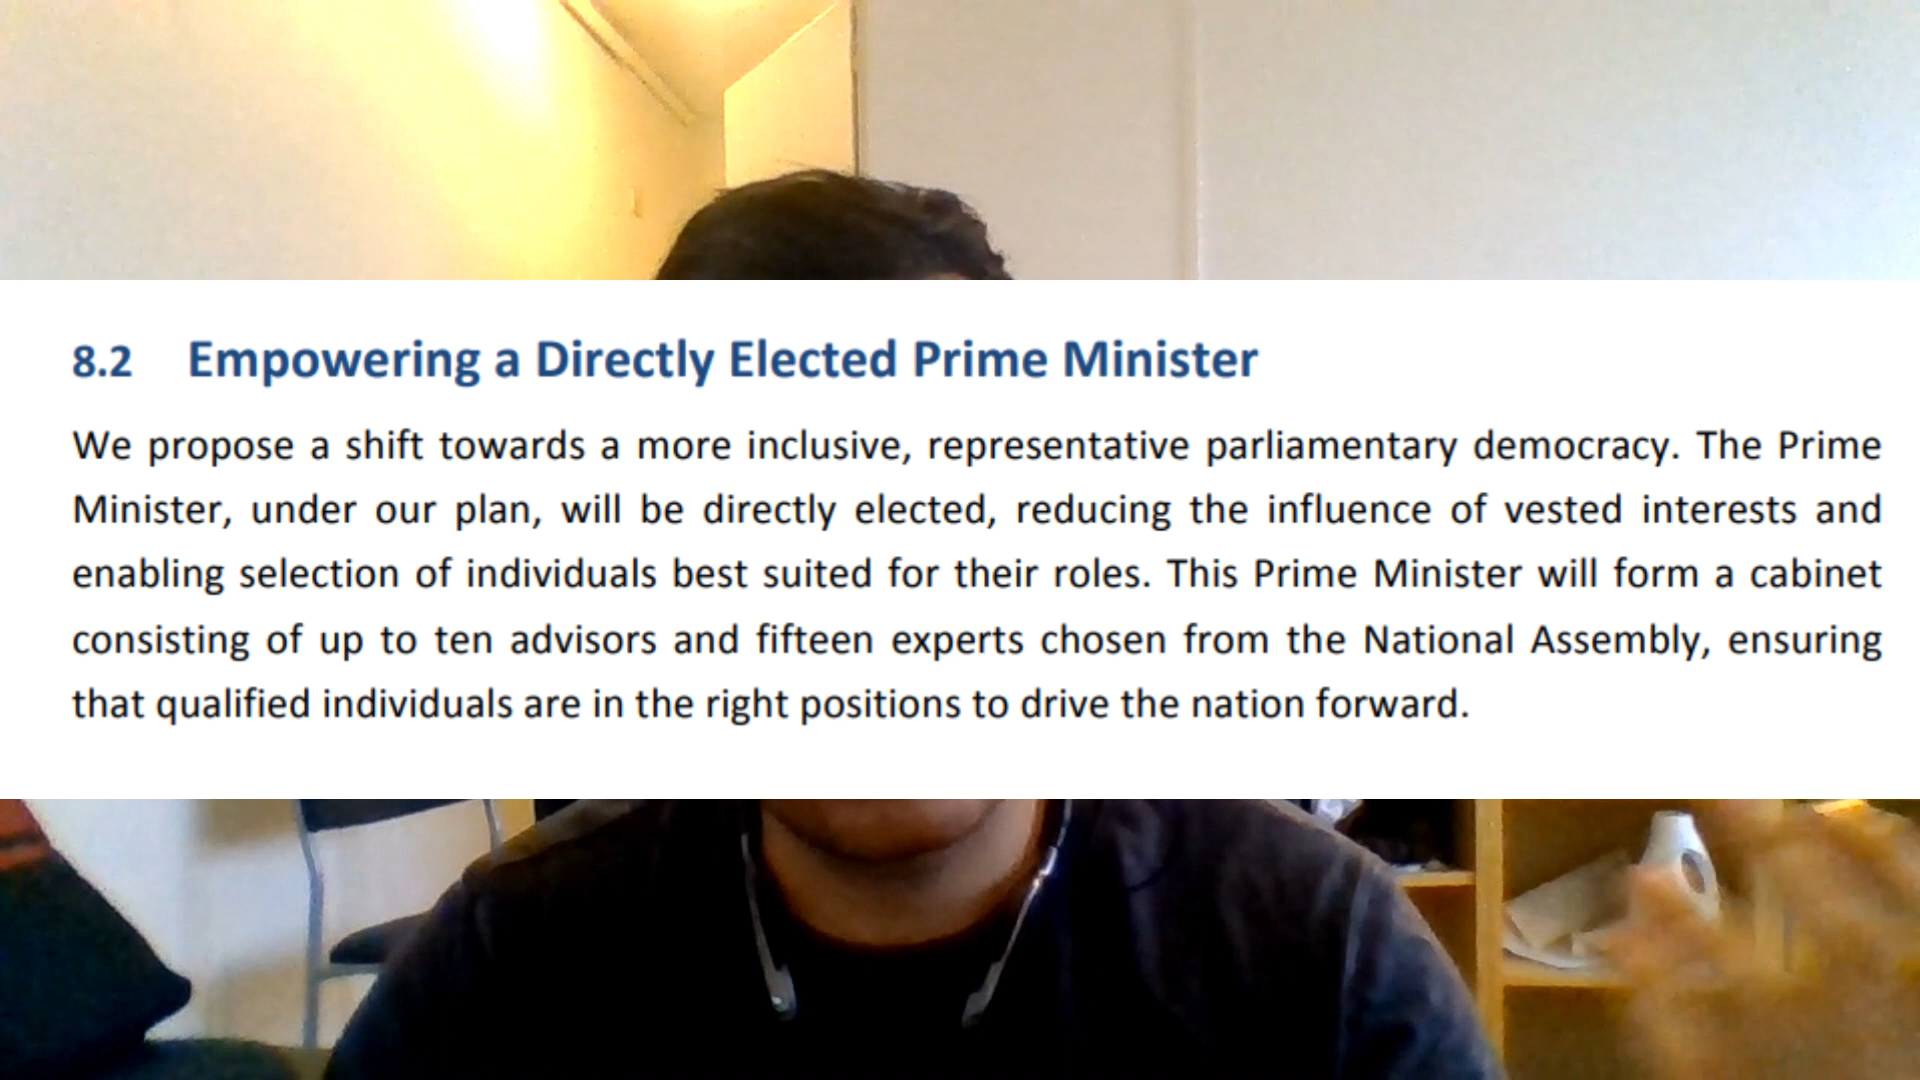 8.2 Empowering a Directly Elected Prime Minister
We propose a shift towards a more inclusive, representative parliamentary democracy. The Prime
Minister, under our plan, will be directly elected, reducing the influence of vested interests and
enabling selection of individuals best suited for their roles. This Prime Minister will form a cabinet
consisting of up to ten advisors and fifteen experts chosen from the National Assembly, ensuring
that qualified individuals are in the right positions to drive the nation forward.